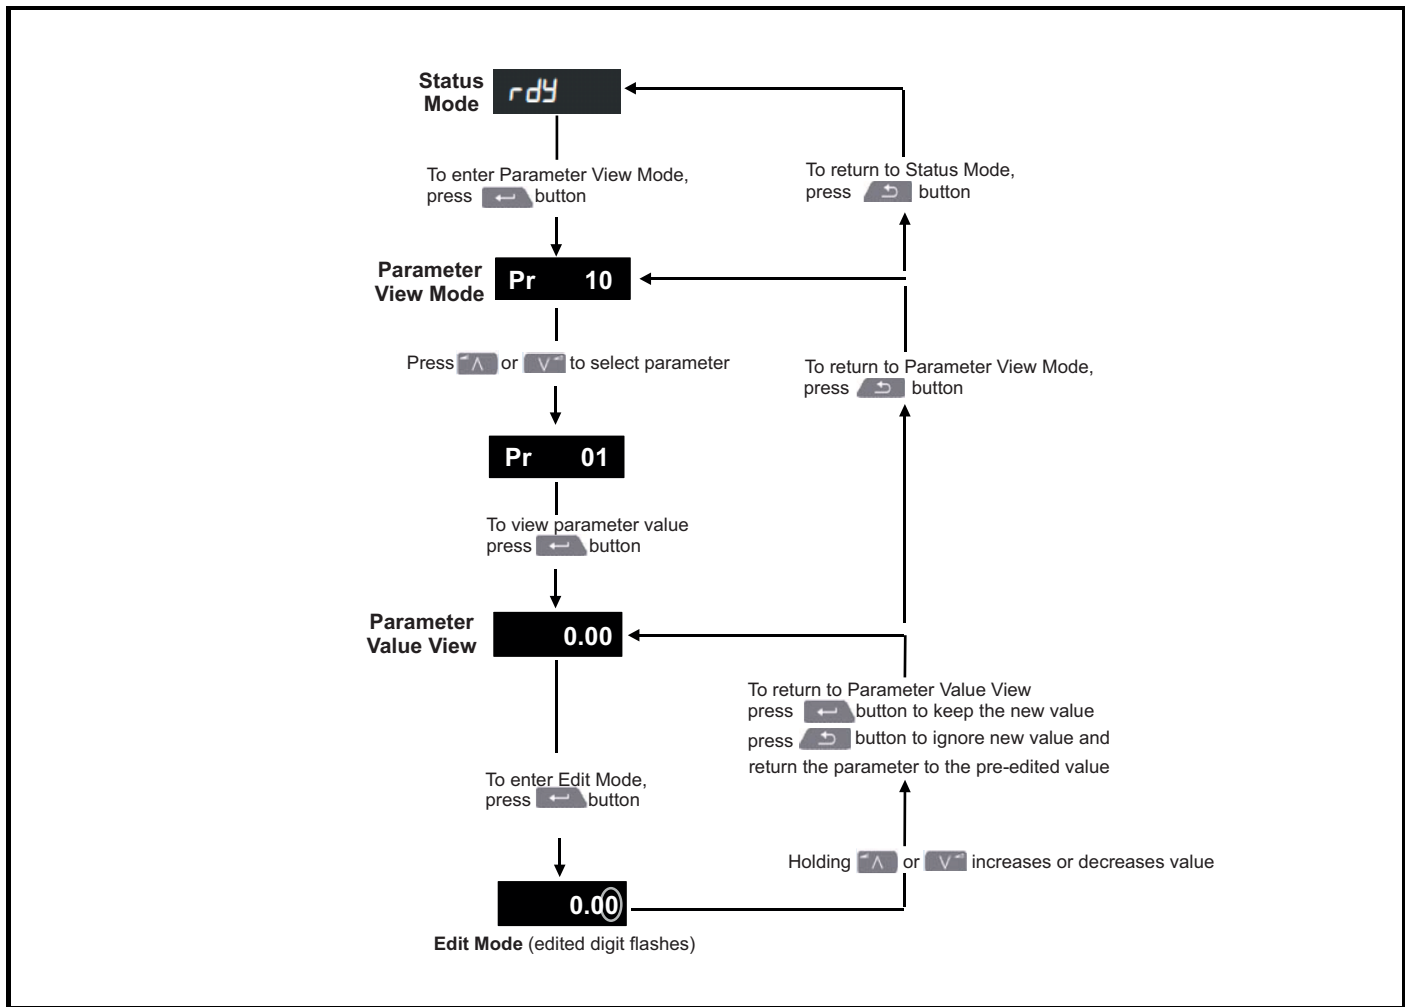 Status
Mode
rdy
To enter Parameter View Mode,
press button
To return to Status Mode,
press button
Parameter
View Mode
Pr 10
Press or to select parameter
To return to Parameter View Mode,
press button
Pr 01
To view parameter value
press button
Parameter
Value View
0.00
To return to Parameter Value View
press button to keep the new value
press button to ignore new value and
return the parameter to the pre-edited value
To enter Edit Mode,
press button
Holding or increases or decreases value
0.00
Edit Mode (edited digit flashes)